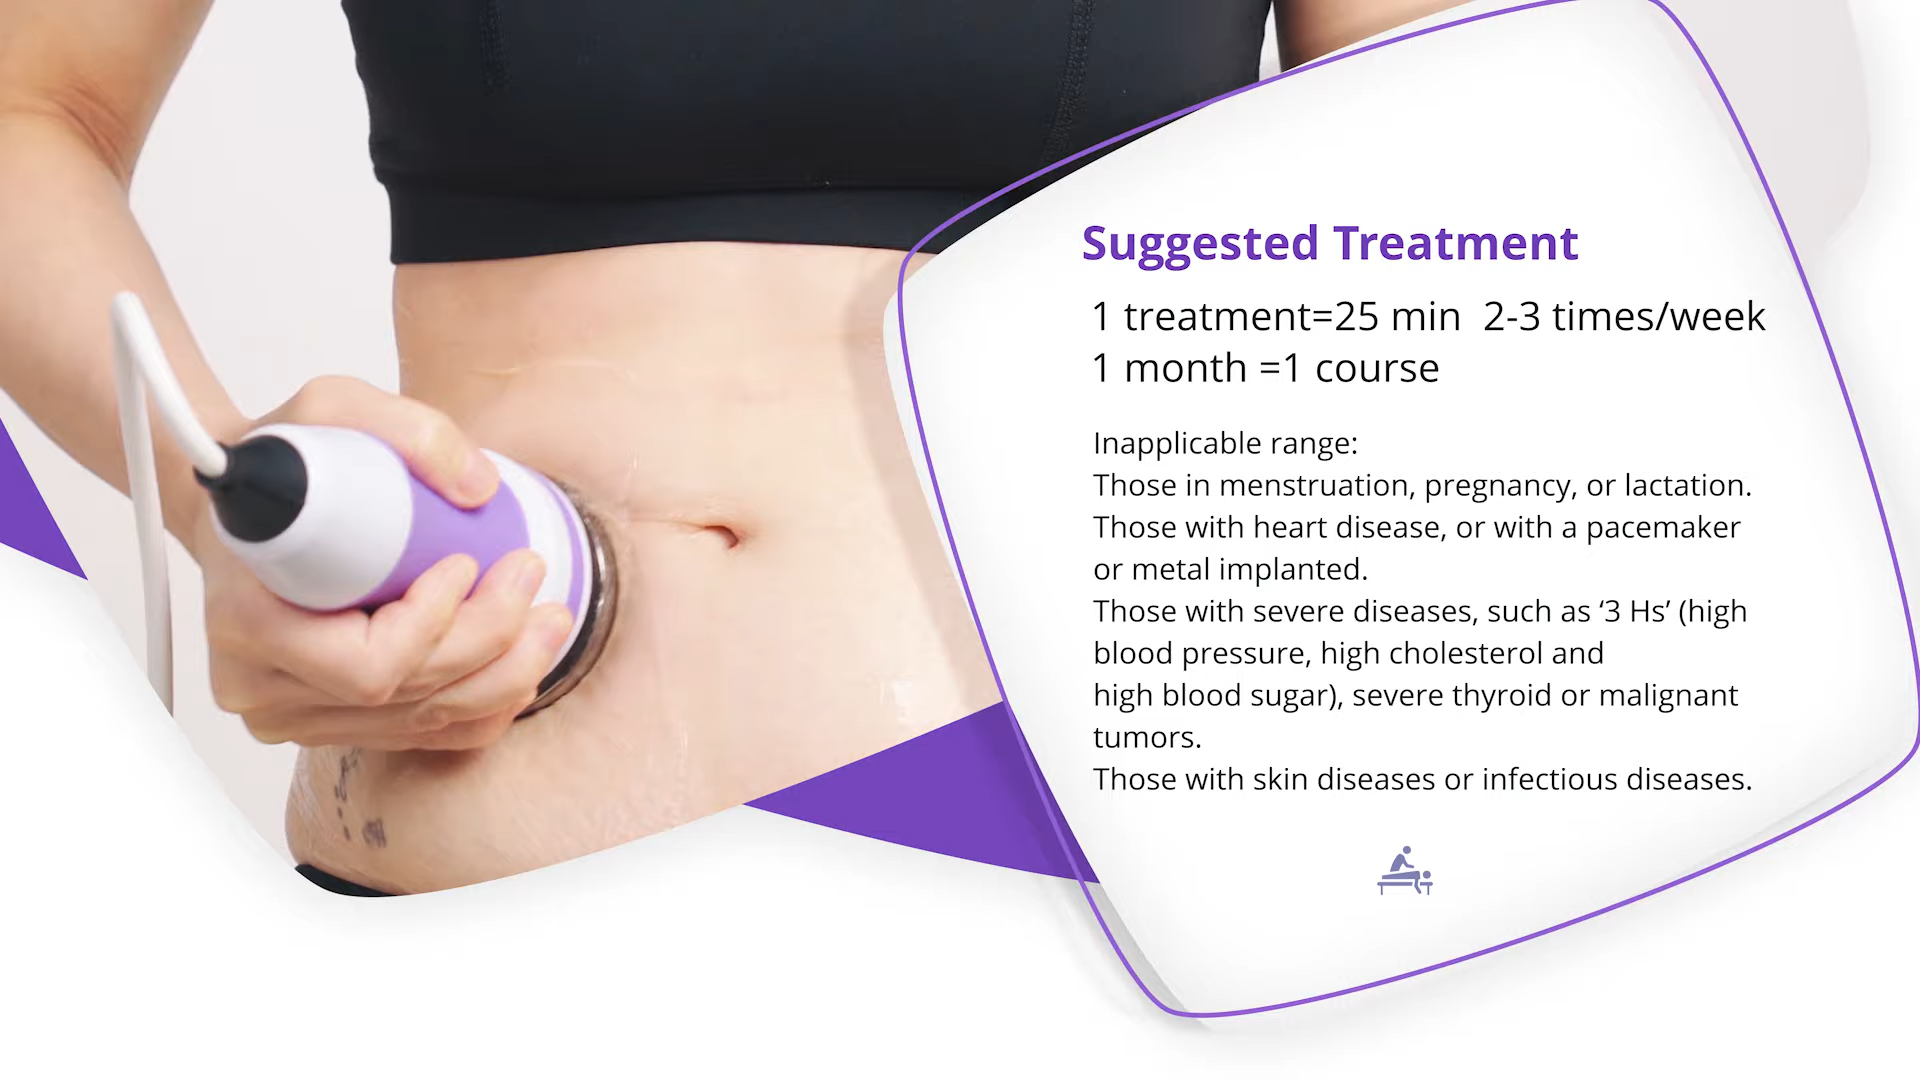 Suggested Treatment
1 treatment=25 min  2-3 times/week
1 month =1 course
Inapplicable range:
Those in menstruation, pregnancy, or lactation.
Those with heart disease, or with a pacemaker
or metal implanted.
Those with severe diseases, such as ‘3 Hs’ (high
blood pressure, high cholesterol and
high blood sugar), severe thyroid or malignant
tumors.
Those with skin diseases or infectious diseases.